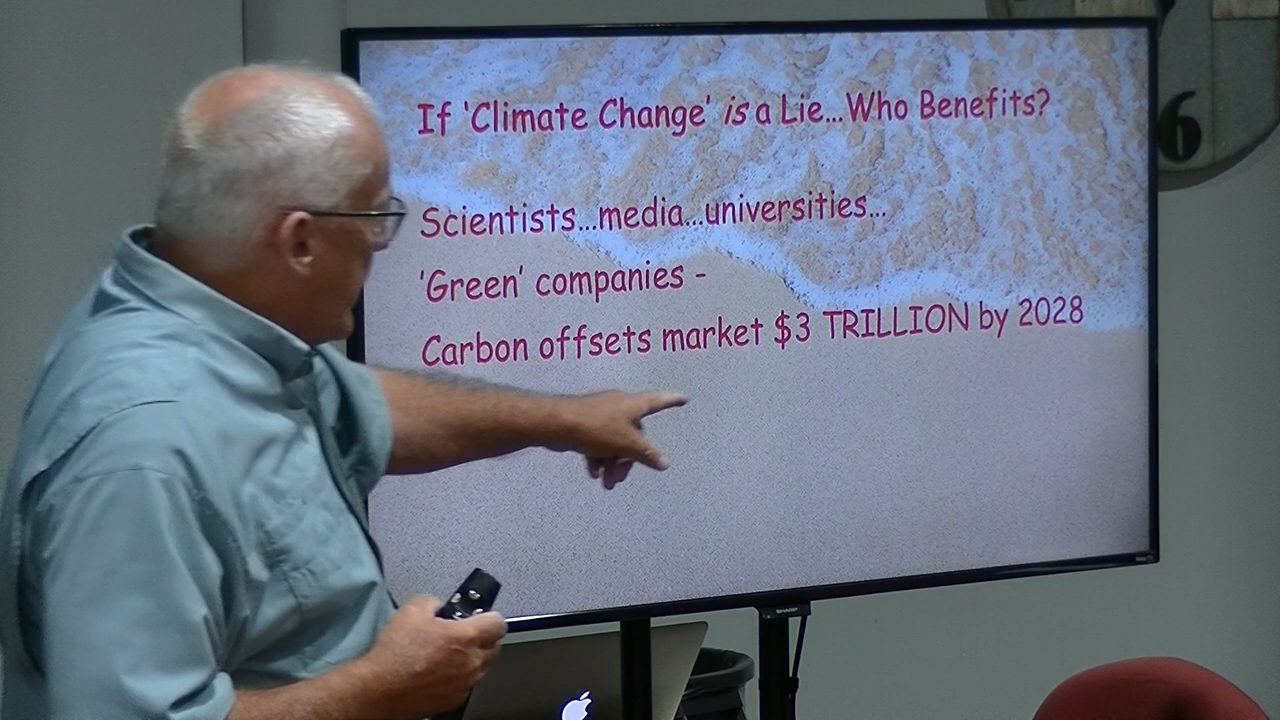 If 'Climate Change' is a Lie...Who Benefits?
Scientists...media...universities...
'Green' companies -
Carbon offsets market $3 TRILLION by 2028
6